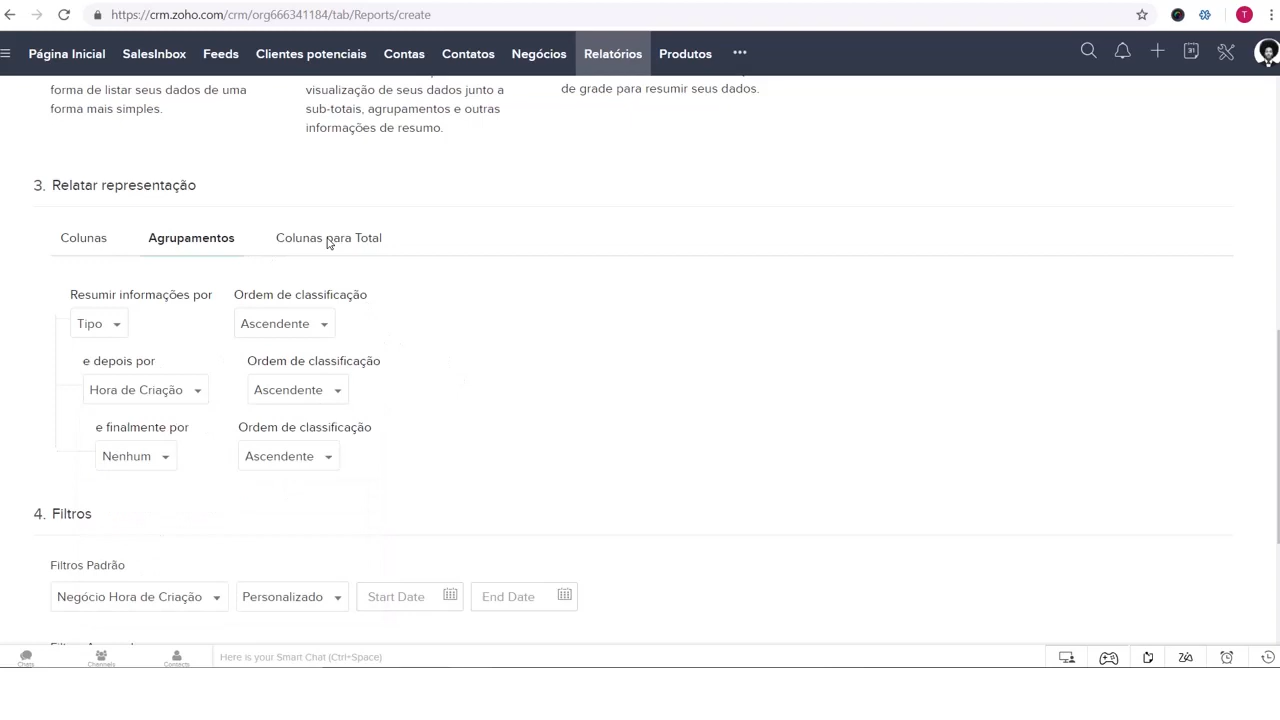 https://crm.zoho.com/crm/org666341184/tab/Reports/create
T
Página Inicial SalesInbox Feeds Clientes potenciais Contas Contatos Negócios Relatórios Produtos •••
31
forma de listar seus dados de uma
forma mais simples.
visualização de seus dados junto a
sub-totais, agrupamentos e outras
informações de resumo.
de grade para resumir seus dados.
3. Relatar representação
Colunas Agrupamentos Colunas para Total
Resumir informações por Ordem de classificação
Tipo Ascendente
e depois por Ordem de classificação
Hora de Criação Ascendente
e finalmente por Ordem de classificação
Nenhum Ascendente
4. Filtros
Filtros Padrão
Negócio Hora de Criação Personalizado Start Date End Date
Chats Channels Contacts Here is your Smart Chat (Ctrl+Space)